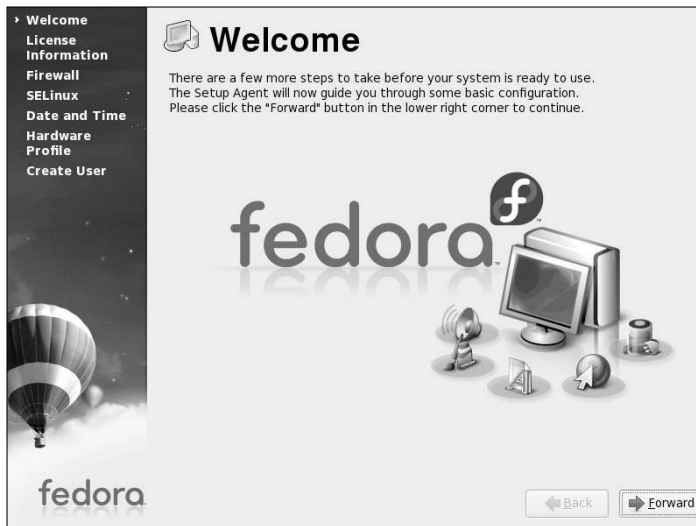 Welcome
License
Information
Firewall
SELinux
Date and Time
Hardware
Profile
Create User
fedora
Welcome
There are a few more steps to take before your system is ready to use.
The Setup Agent will now guide you through some basic configuration.
Please click the "Forward" button in the lower right corner to continue.
fedora™
Back
Forward